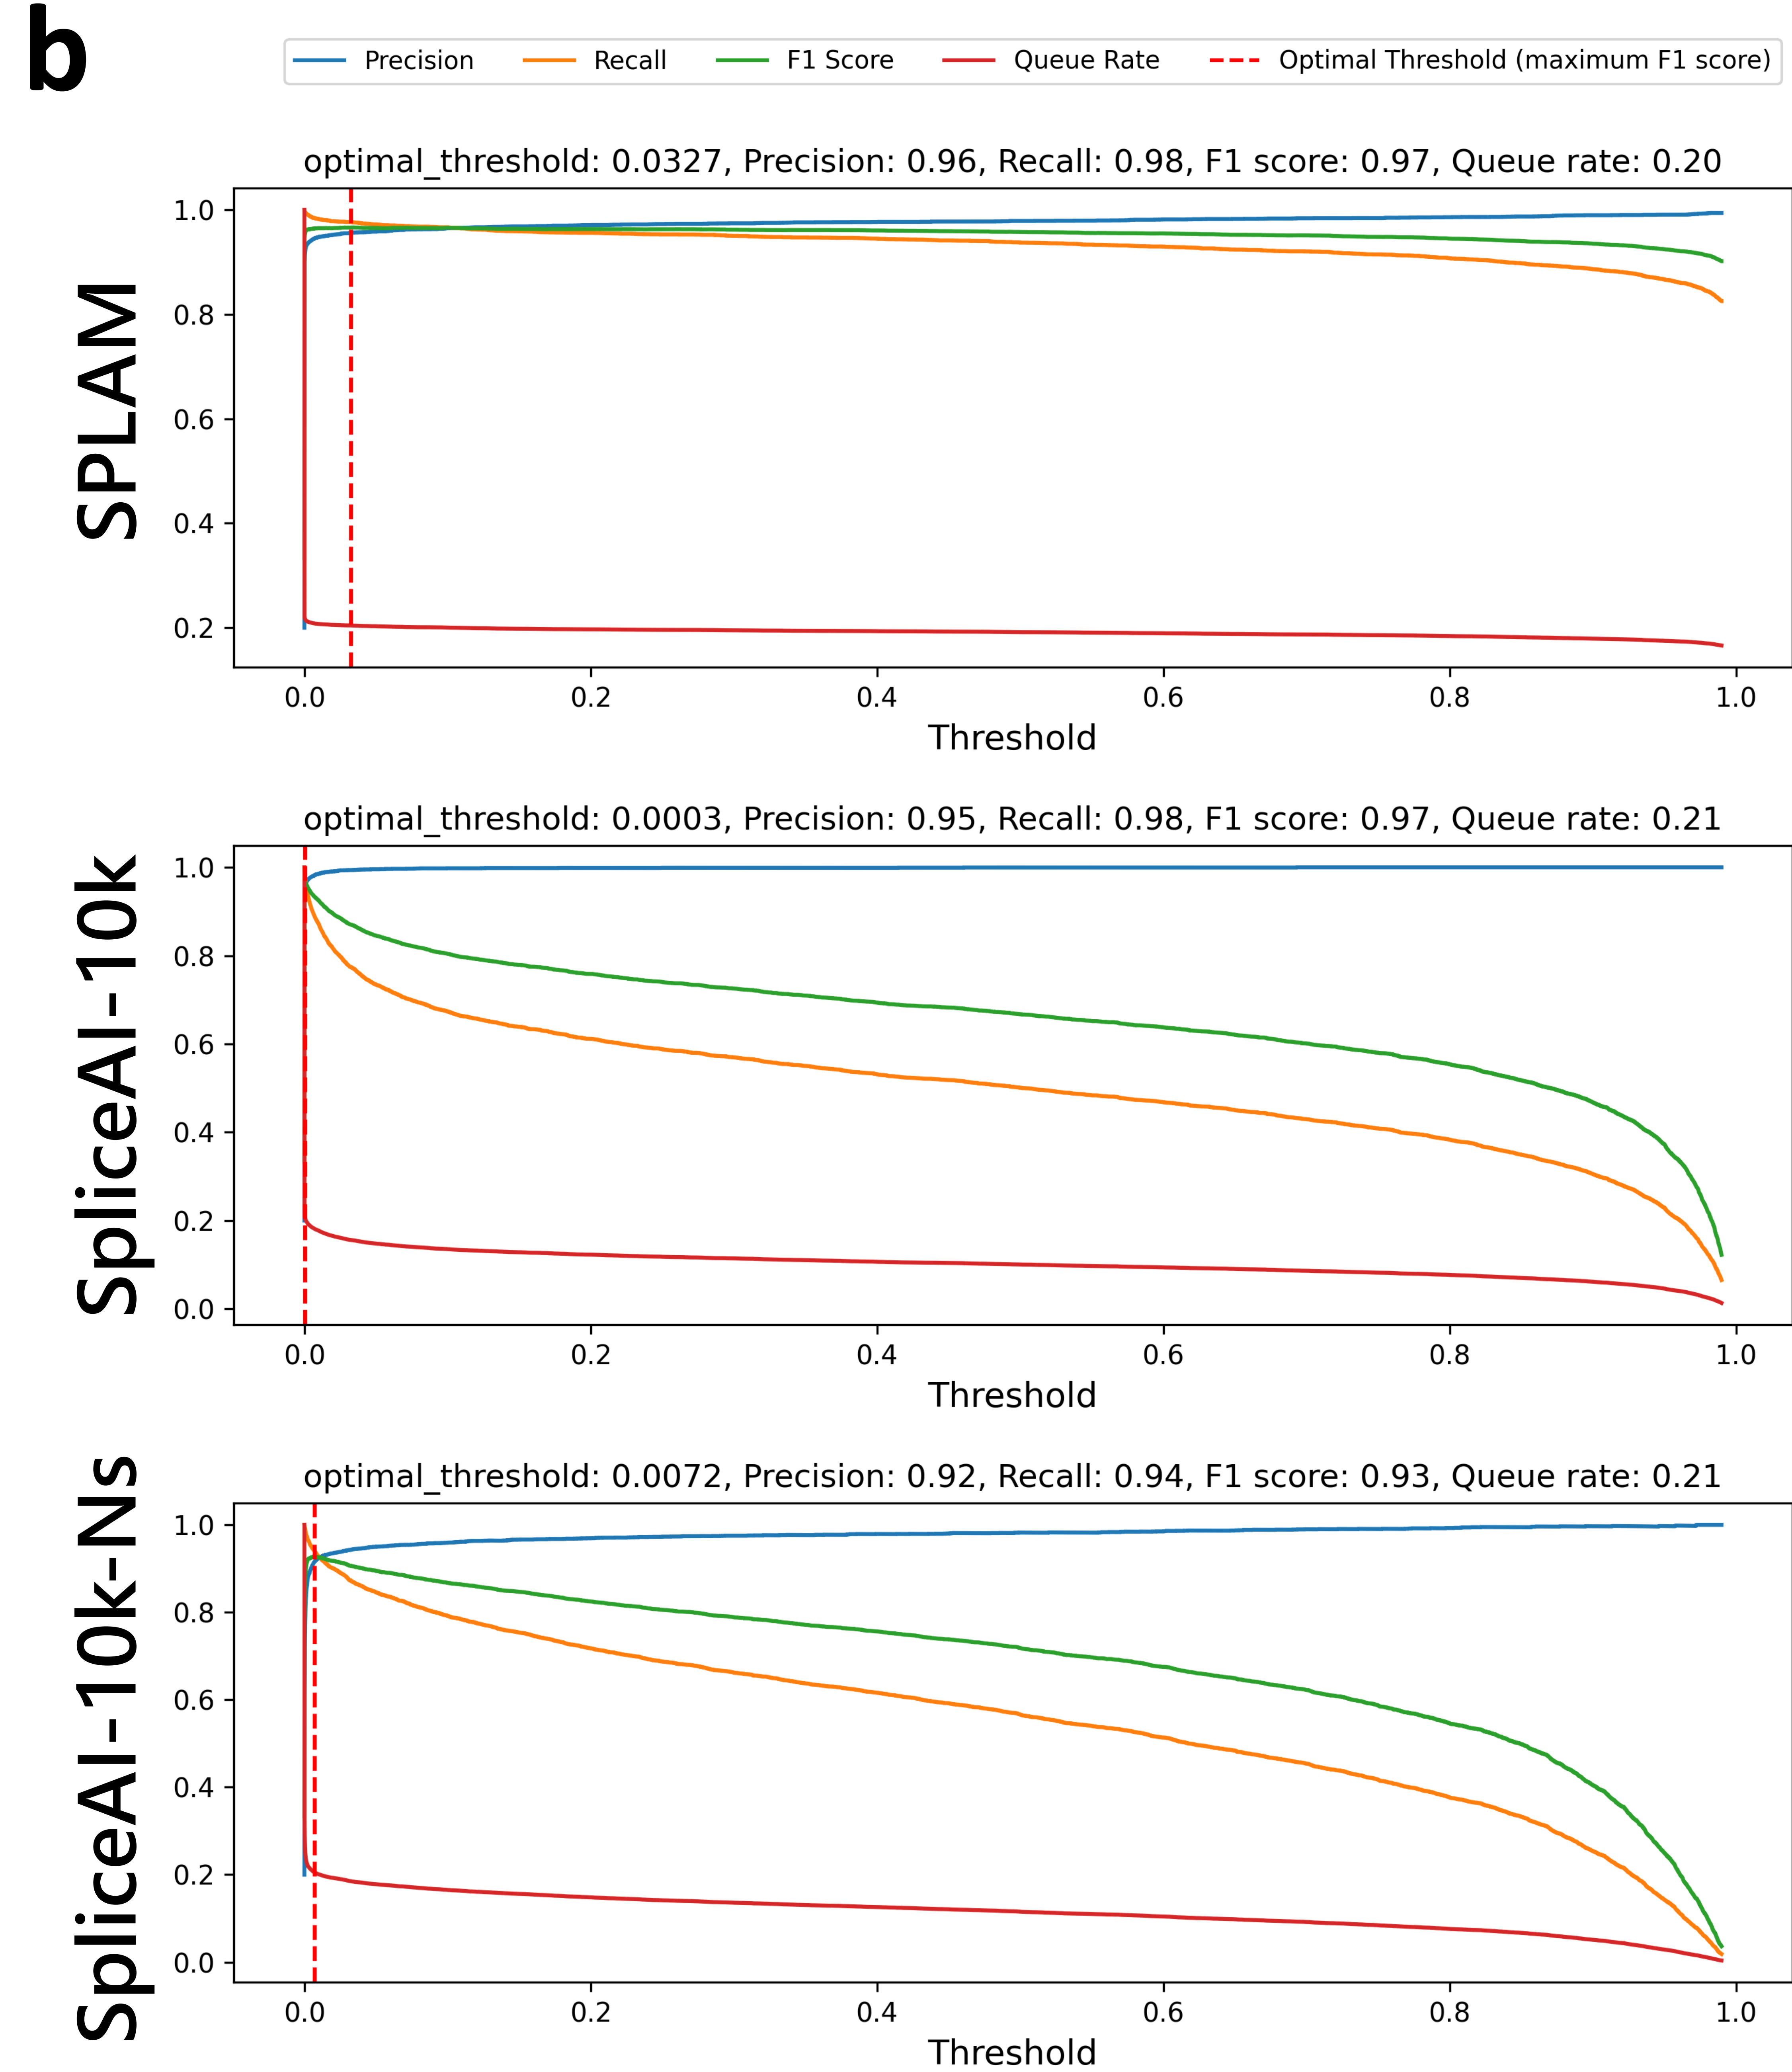 b
Precision Recall F1 Score Queue Rate Optimal Threshold (maximum F1 score)
SPLAM
optimal_threshold: 0.0327, Precision: 0.96, Recall: 0.98, F1 score: 0.97, Queue rate: 0.20
1.0
0.8
0.6
0.4
0.2
0.0 0.2 0.4 0.6 0.8 1.0
Threshold
SpliceAI-10k
optimal_threshold: 0.0003, Precision: 0.95, Recall: 0.98, F1 score: 0.97, Queue rate: 0.21
1.0
0.8
0.6
0.4
0.2
0.0
0.0 0.2 0.4 0.6 0.8 1.0
Threshold
SpliceAI-10k-Ns
optimal_threshold: 0.0072, Precision: 0.92, Recall: 0.94, F1 score: 0.93, Queue rate: 0.21
1.0
0.8
0.6
0.4
0.2
0.0
0.0 0.2 0.4 0.6 0.8 1.0
Threshold